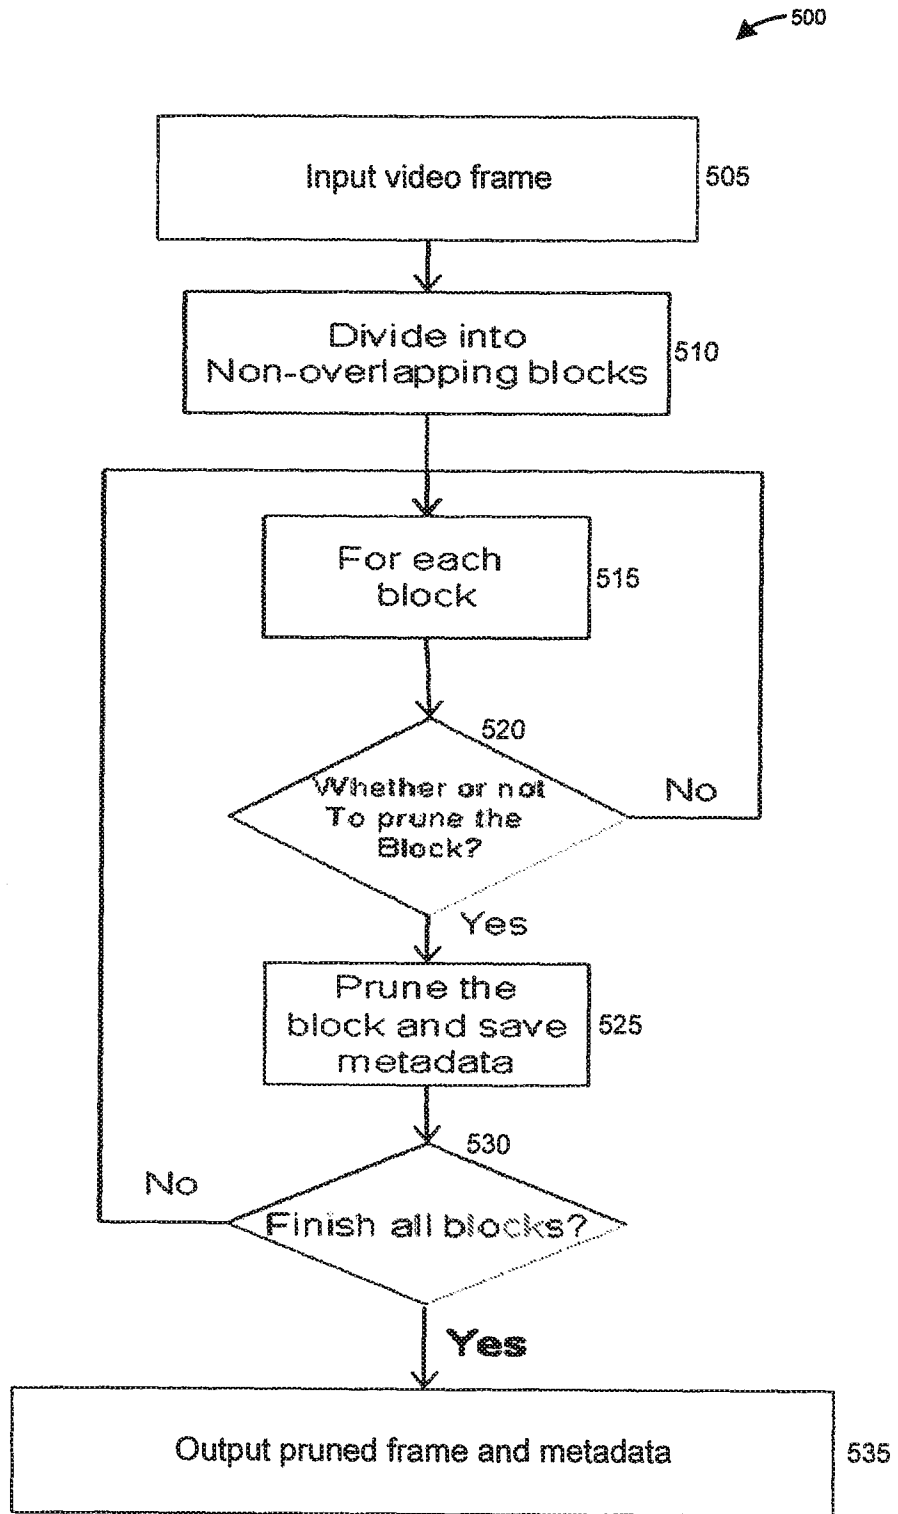 500
Input video frame
505
Divide into
Non-overlapping blocks
510
For each
block
515
520
Whether or not
To prune the
Block?
No
Yes
Prune the
block and save
metadata
525
530
No
Finish all blocks?
Yes
Output pruned frame and metadata
535